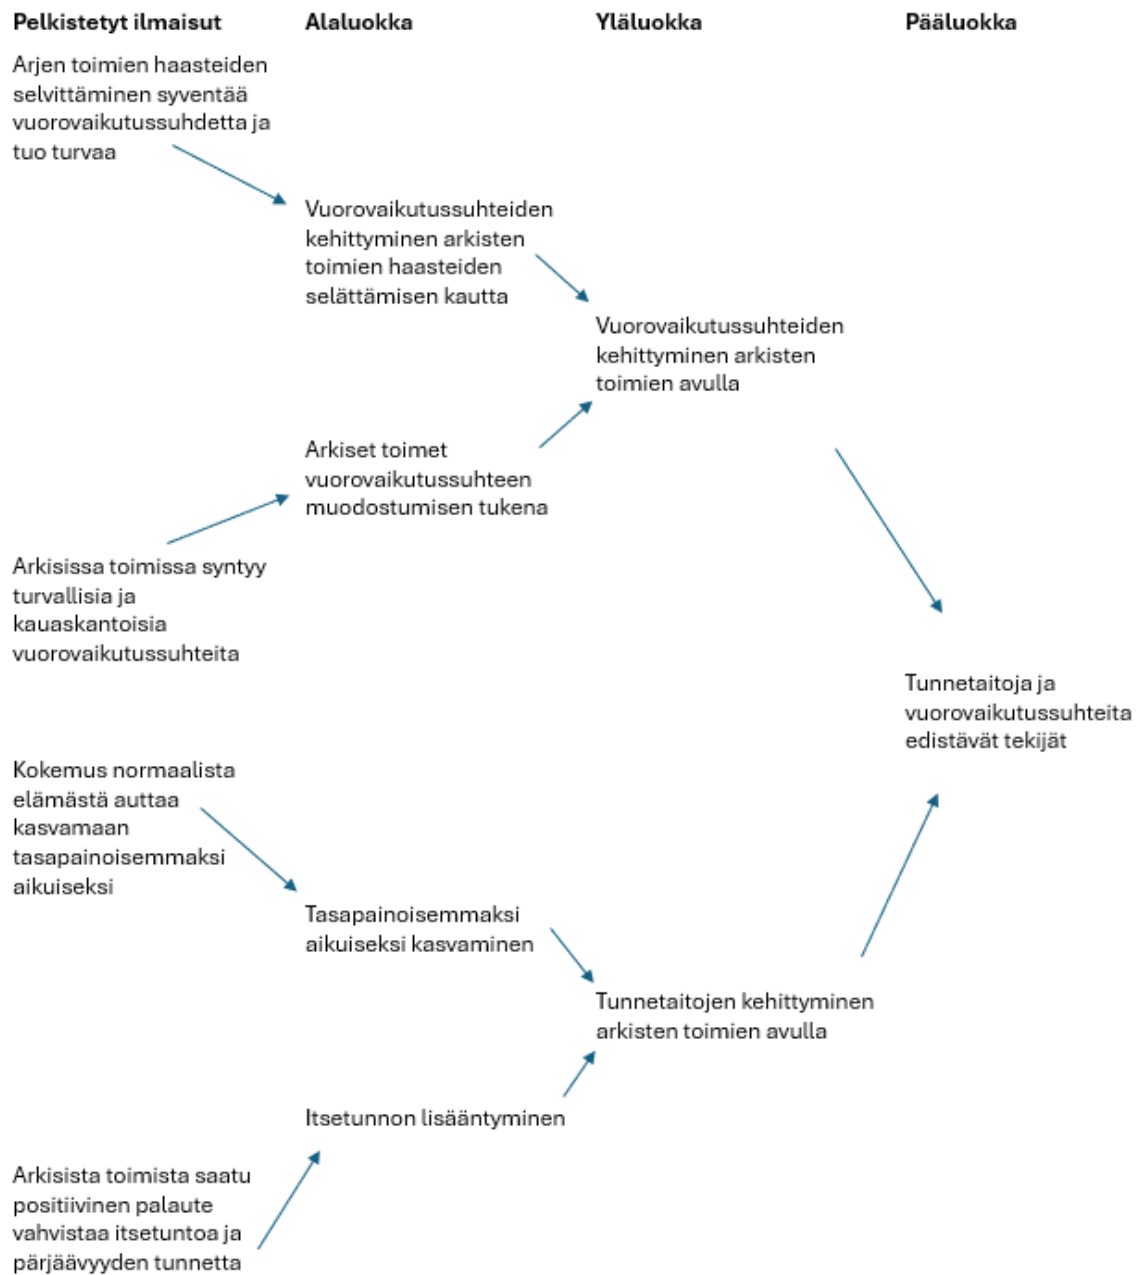 Pelkistetyt ilmaisut
Alaluokka
Yläluokka
Pääluokka
Arjen toimien haasteiden
selvittäminen syventää
vuorovaikutussuhdetta ja
tuo turvaa
Vuorovaikutussuhteiden
kehittyminen arkisten
toimien haasteiden
selättämisen kautta
Vuorovaikutussuhteiden
kehittyminen arkisten
toimien avulla
Arkiset toimet
vuorovaikutussuhteen
muodostumisen tukena
Arkisissa toimissa syntyy
turvallisia ja
kauaskantoisia
vuorovaikutussuhteita
Tunnetaitoja ja
vuorovaikutussuhteita
edistävät tekijät
Kokemus normaalista
elämästä auttaa
kasvamaan
tasapainoisemmaksi
aikuiseksi
Tasapainoisemmaksi
aikuiseksi kasvaminen
Tunnetaitojen kehittyminen
arkisten toimien avulla
Itsetunnon lisääntyminen
Arkisista toimista saatu
positiivinen palaute
vahvistaa itsetuntoa ja
pärjäävyyden tunnetta